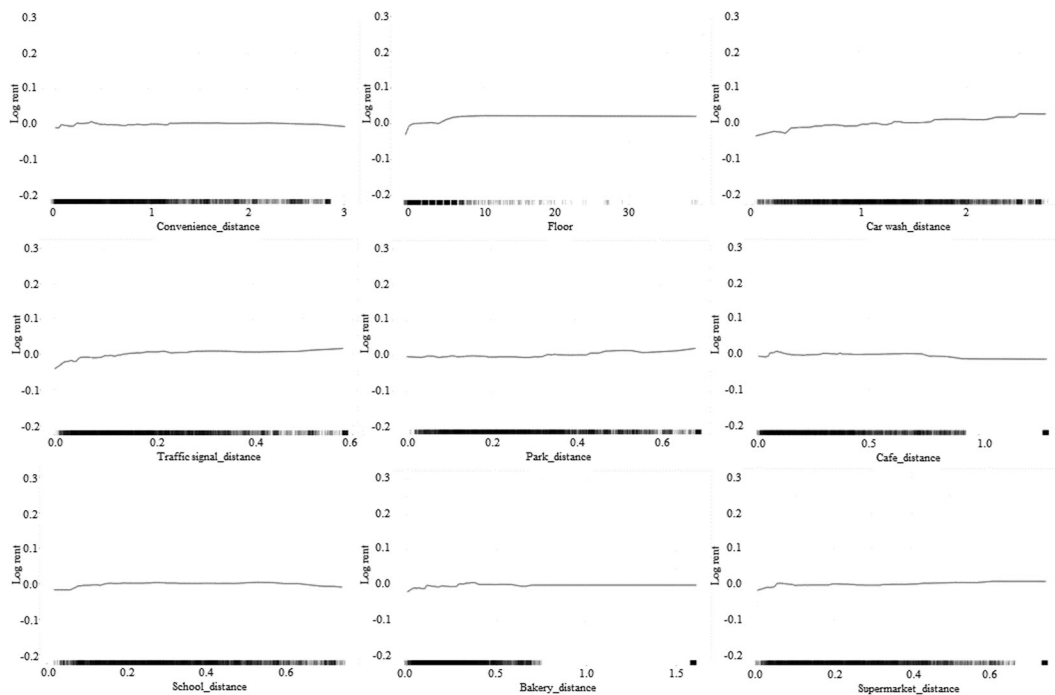 0.3 0.3 0.3
0.2 0.2 0.2
0.1 0.1 0.1
Log runt Log runt Log runt
0.0 0.0 0.0
-0.1 -0.1 -0.1
-0.2 -0.2 -0.2
0 1 2 3 0 10 20 30 0 1 2
Convenience_distance Floor Car wash_distance
0.3 0.3 0.3
0.2 0.2 0.2
0.1 0.1 0.1
Log runt Log runt Log runt
0.0 0.0 0.0
-0.1 -0.1 -0.1
-0.2 -0.2 -0.2
0.0 0.2 0.4 0.6 0.0 0.2 0.4 0.6 0.0 0.5 1.0
Traffic signal_distance Park_distance Cafe_distance
0.3 0.3 0.3
0.2 0.2 0.2
0.1 0.1 0.1
Log runt Log runt Log runt
0.0 0.0 0.0
-0.1 -0.1 -0.1
-0.2 -0.2 -0.2
0.0 0.2 0.4 0.6 0.0 0.5 1.0 1.5 0.0 0.2 0.4 0.6
School_distance Bakery_distance Supermarket_distance